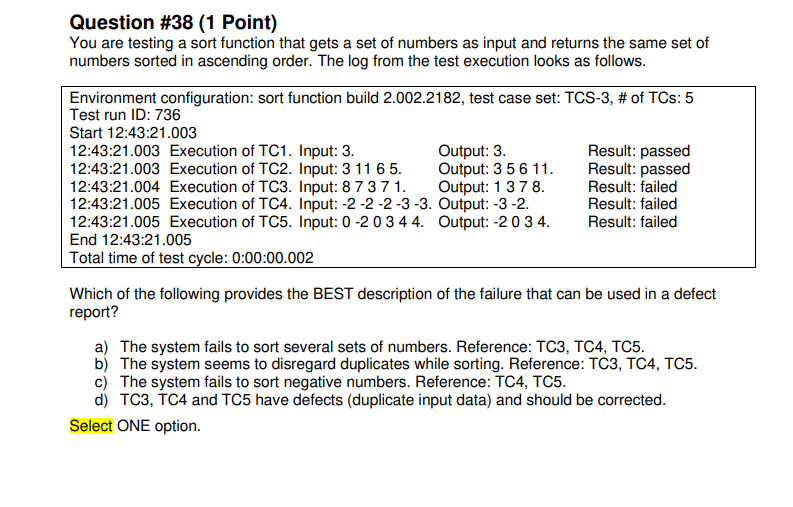 Question #38 (1 Point)
You are testing a sort function that gets a set of numbers as input and returns the same set of
numbers sorted in ascending order. The log from the test execution looks as follows.
Environment configuration: sort function build 2.002.2182, test case set: TCS-3, # of TCs: 5
Test run ID: 736
Start 12:43:21.003
12:43:21.003 Execution of TC1. Input: 3. Output: 3. Result: passed
12:43:21.003 Execution of TC2. Input: 3 11 6 5. Output: 3 5 6 11. Result: passed
12:43:21.004 Execution of TC3. Input: 8 7 3 7 1. Output: 1 3 7 8. Result: failed
12:43:21.005 Execution of TC4. Input: -2 -2 -2 -3 -3. Output: -3 -2. Result: failed
12:43:21.005 Execution of TC5. Input: 0 -2 0 3 4 4. Output: -2 0 3 4. Result: failed
End 12:43:21.005
Total time of test cycle: 0:00:00.002
Which of the following provides the BEST description of the failure that can be used in a defect
report?
a) The system fails to sort several sets of numbers. Reference: TC3, TC4, TC5.
b) The system seems to disregard duplicates while sorting. Reference: TC3, TC4, TC5.
c) The system fails to sort negative numbers. Reference: TC4, TC5.
d) TC3, TC4 and TC5 have defects (duplicate input data) and should be corrected.
Select ONE option.